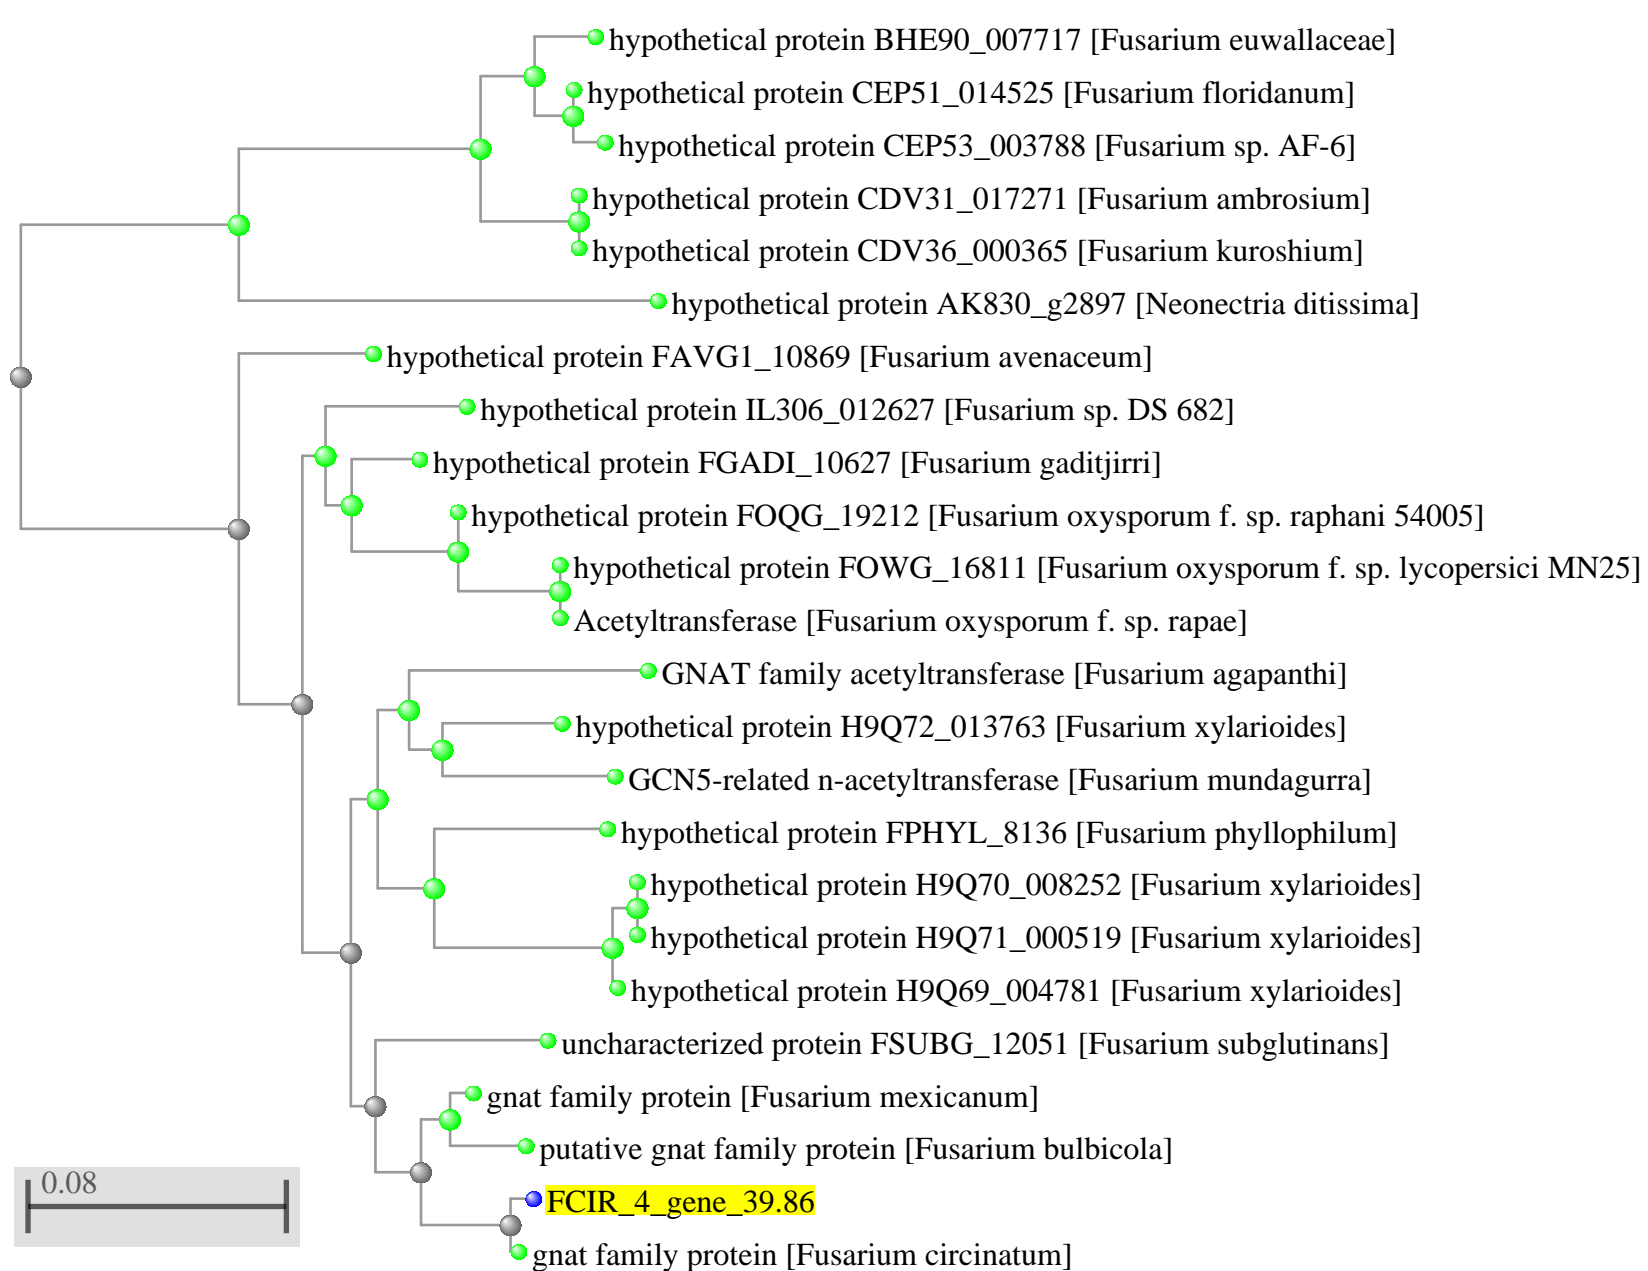 hypothetical protein BHE90_007717 [Fusarium euwallaceae]
hypothetical protein CEP51_014525 [Fusarium floridanum]
hypothetical protein CEP53_003788 [Fusarium sp. AF-6]
hypothetical protein CDV31_017271 [Fusarium ambrosium]
hypothetical protein CDV36_000365 [Fusarium kuroshium]
hypothetical protein AK830_g2897 [Neonectria ditissima]
hypothetical protein FAVG1_10869 [Fusarium avenaceum]
hypothetical protein IL306_012627 [Fusarium sp. DS 682]
hypothetical protein FGADI_10627 [Fusarium gaditjirri]
hypothetical protein FOQG_19212 [Fusarium oxysporum f. sp. raphani 54005]
hypothetical protein FOWG_16811 [Fusarium oxysporum f. sp. lycopersici MN25]
Acetyltransferase [Fusarium oxysporum f. sp. rapae]
GNAT family acetyltransferase [Fusarium agapanthi]
hypothetical protein H9Q72_013763 [Fusarium xylarioides]
GCN5-related n-acetyltransferase [Fusarium mundagurra]
hypothetical protein FPHYL_8136 [Fusarium phyllophilum]
hypothetical protein H9Q70_008252 [Fusarium xylarioides]
hypothetical protein H9Q71_000519 [Fusarium xylarioides]
hypothetical protein H9Q69_004781 [Fusarium xylarioides]
uncharacterized protein FSUBG_12051 [Fusarium subglutinans]
gnat family protein [Fusarium mexicanum]
putative gnat family protein [Fusarium bulbicola]
0.08
FCIR_4_gene_39.86
gnat family protein [Fusarium circinatum]